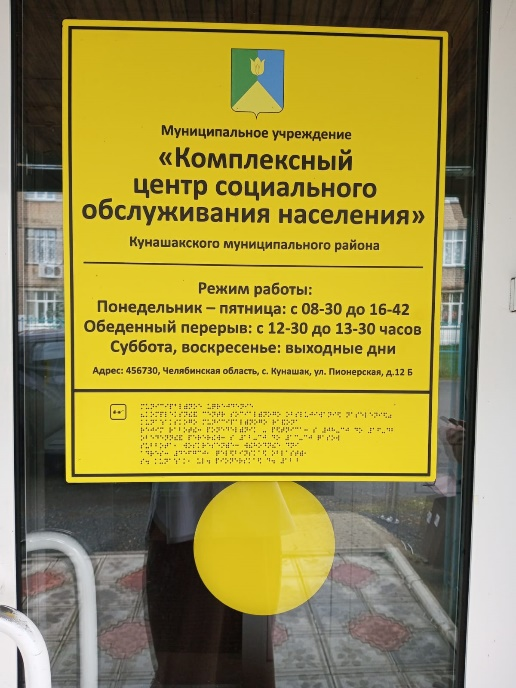 Муниципальное учреждение
«Комплексный
центр социального
обслуживания населения»
Кунашакского муниципального района
Режим работы:
Понедельник – пятница: с 08-30 до 16-42
Обеденный перерыв: с 12-30 до 13-30 часов
Суббота, воскресенье: выходные дни
Адрес: 456730, Челябинская область, с. Кунашак, ул. Пионерская, д.12 Б